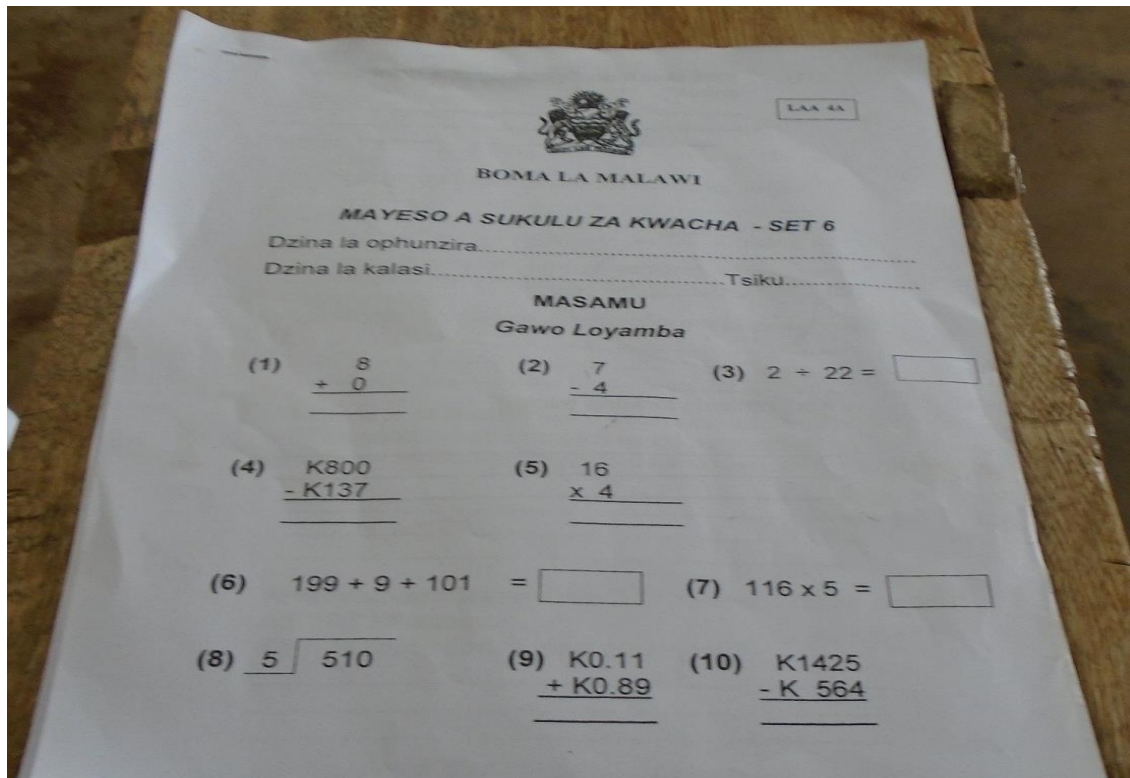 LAA 4A
BOMA LA MALAWI
MAYESO A SUKULU ZA KWACHA - SET 6
Dzina la ophunzira
Dzina la kalasi Tsiku
MASAMU
Gawo Loyamba
(1) 8 (2) 7 (3) 2 ÷ 22 =
+ 0 - 4
(4) K800 (5) 16
- K137 x 4
(6) 199 + 9 + 101 = (7) 116 x 5 =
(8) 5 510 (9) K0.11 (10) K1425
+ K0.89 - K 564